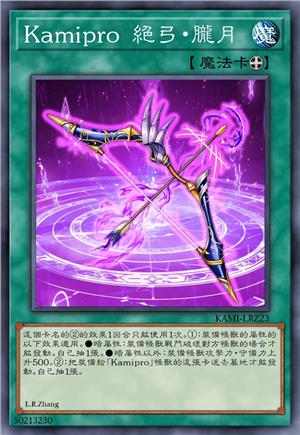 Kamipro 絕弓・朧月 魔
【魔法卡】
KAMI-LRZ23
這個卡名的②的效果1回合只能使用1次。①：裝備怪獸的屬性的
以下效果適用。●暗屬性：裝備怪獸戰鬥破壞對方怪獸的場合才
能發動。自己抽1張。●暗屬性以外：裝備怪獸攻擊力・守備力上
升500。②：把裝備給「Kamipro」怪獸的這張卡送去墓地才能發
動。自己抽1張。
L.R.Zhang
S0213230